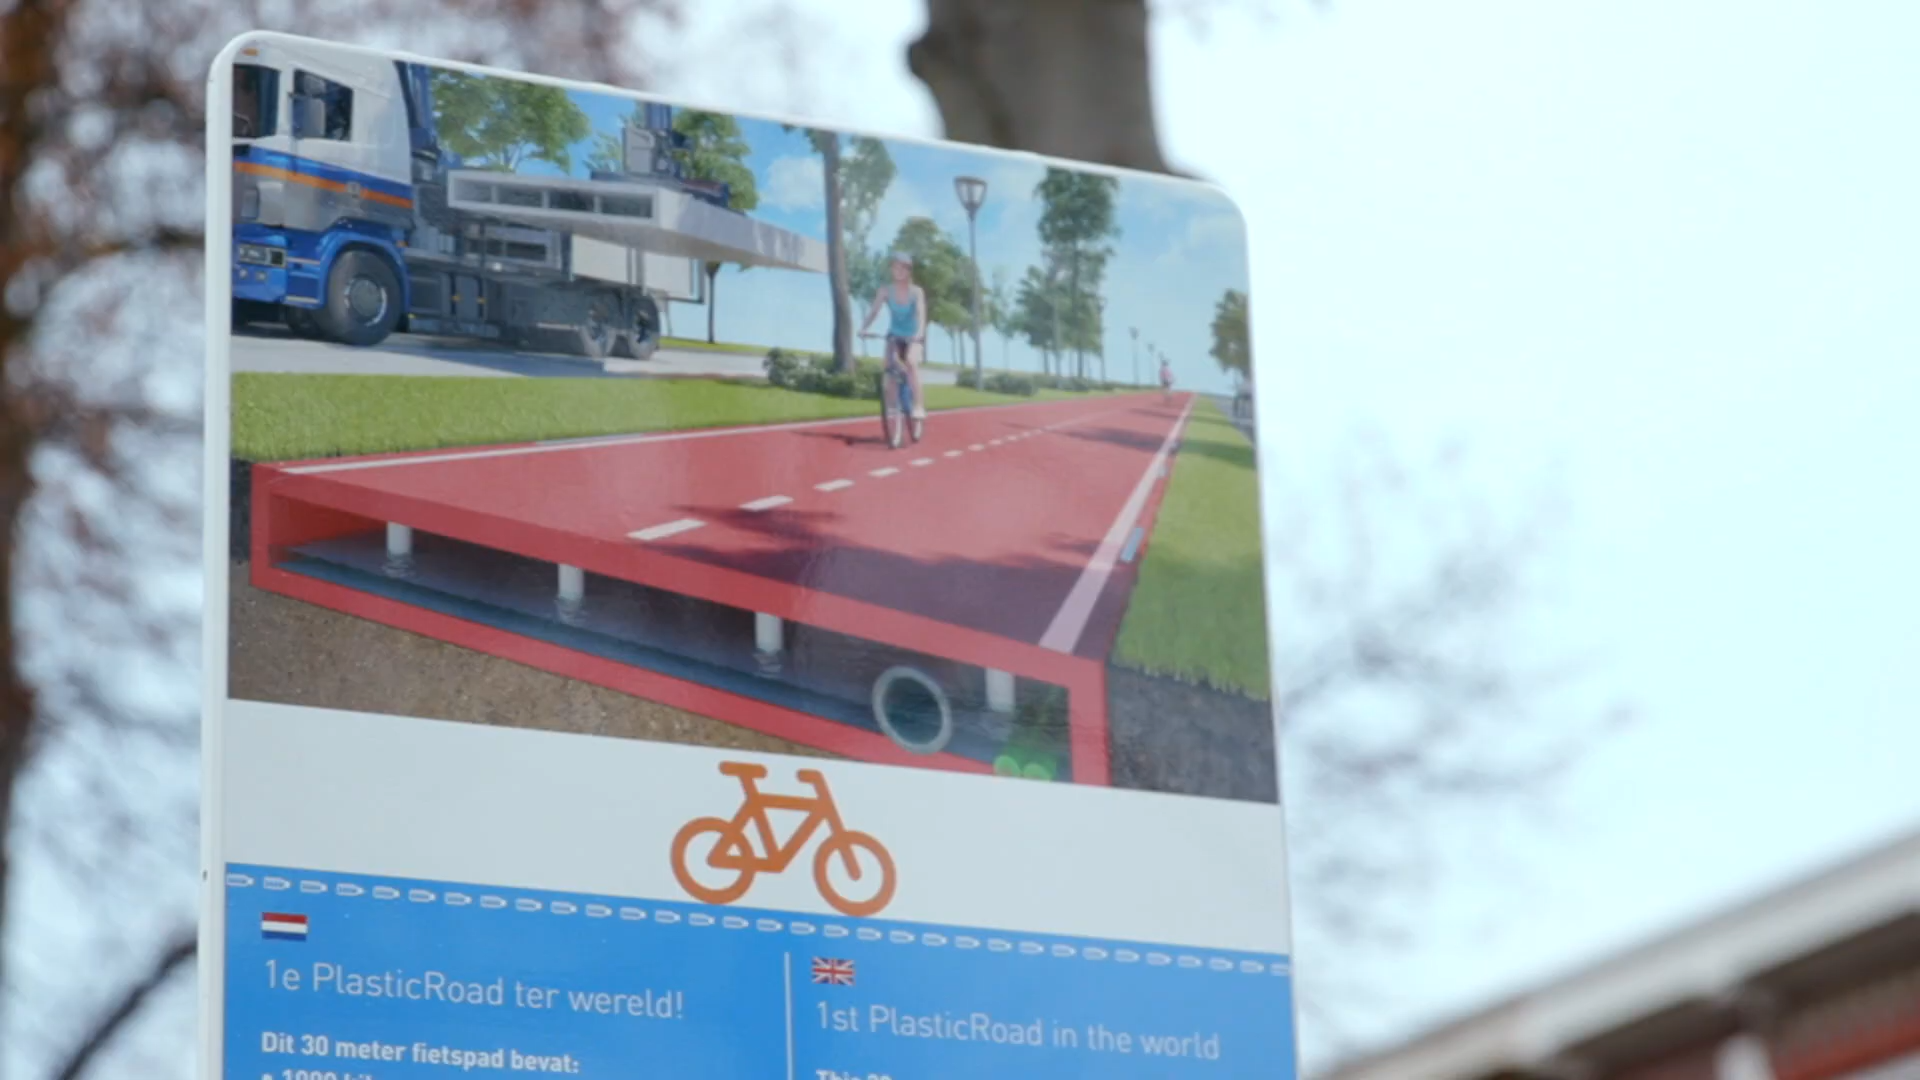 1e PlasticRoad ter wereld!
Dit 30 meter fietspad bevat:
1st PlasticRoad in the world